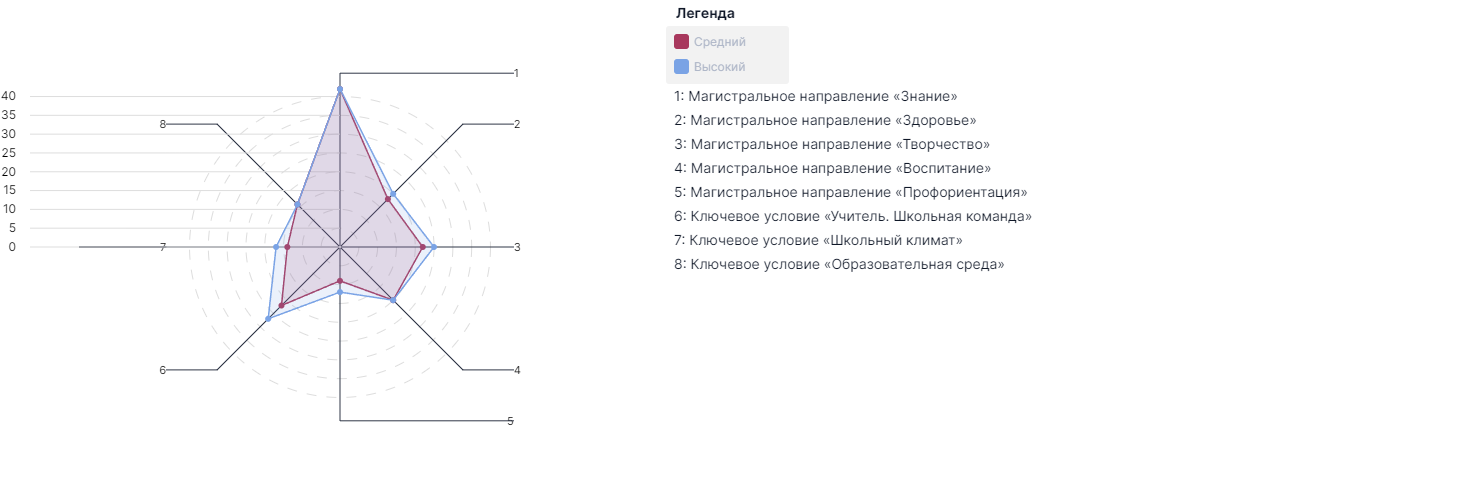 Легенда
Средний
Высокий
1: Магистральное направление «Знание»
2: Магистральное направление «Здоровье»
3: Магистральное направление «Творчество»
4: Магистральное направление «Воспитание»
5: Магистральное направление «Профориентация»
6: Ключевое условие «Учитель. Школьная команда»
7: Ключевое условие «Школьный климат»
8: Ключевое условие «Образовательная среда»
40
35
30
25
20
15
10
5
0
1
2
3
4
5
6
7
8